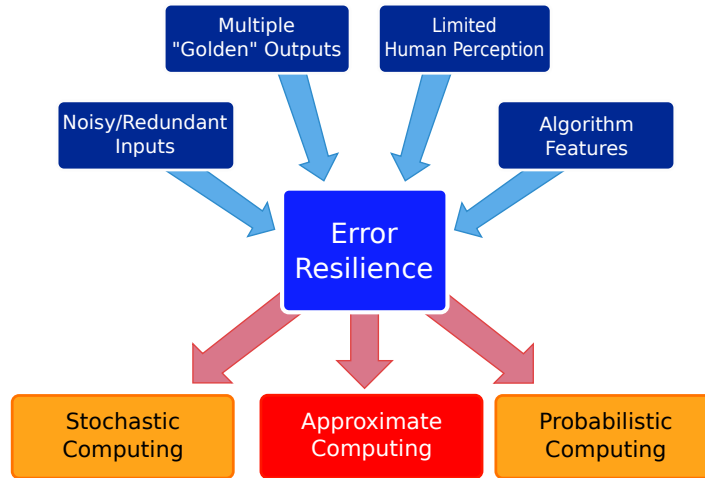 Multiple
"Golden" Outputs
Limited
Human Perception
Noisy/Redundant
Inputs
Algorithm
Features
Error
Resilience
Stochastic
Computing
Approximate
Computing
Probabilistic
Computing